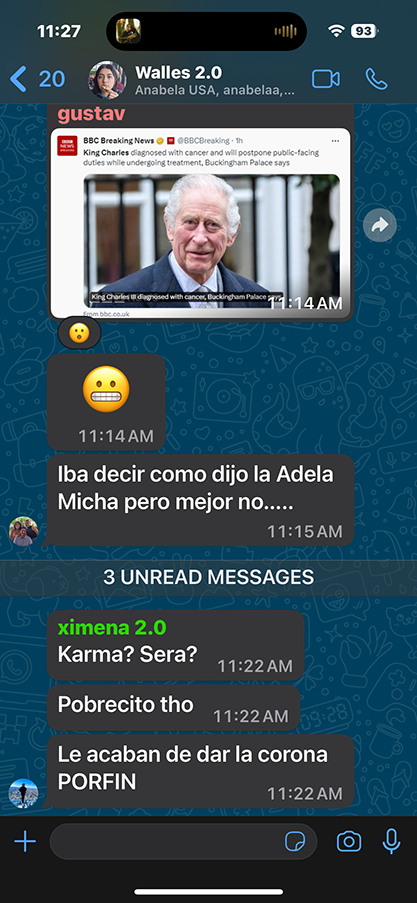 11:27
93
20
Walles 2.0
Anabela USA, anabelaa,...
gustav
BBC Breaking News @BBCBreaking · 1h
King Charles diagnosed with cancer and will postpone public-facing
duties while undergoing treatment, Buckingham Palace says
BBC
NEWS
King Charles III diagnosed with cancer, Buckingham Palace says
11:14 AM
from bbc.co.uk
11:14 AM
Iba decir como dijo la Adela
Micha pero mejor no.....
11:15 AM
3 UNREAD MESSAGES
ximena 2.0
Karma? Sera?
11:22 AM
Pobrecito tho
11:22 AM
Le acaban de dar la corona
PORFIN
11:22 AM